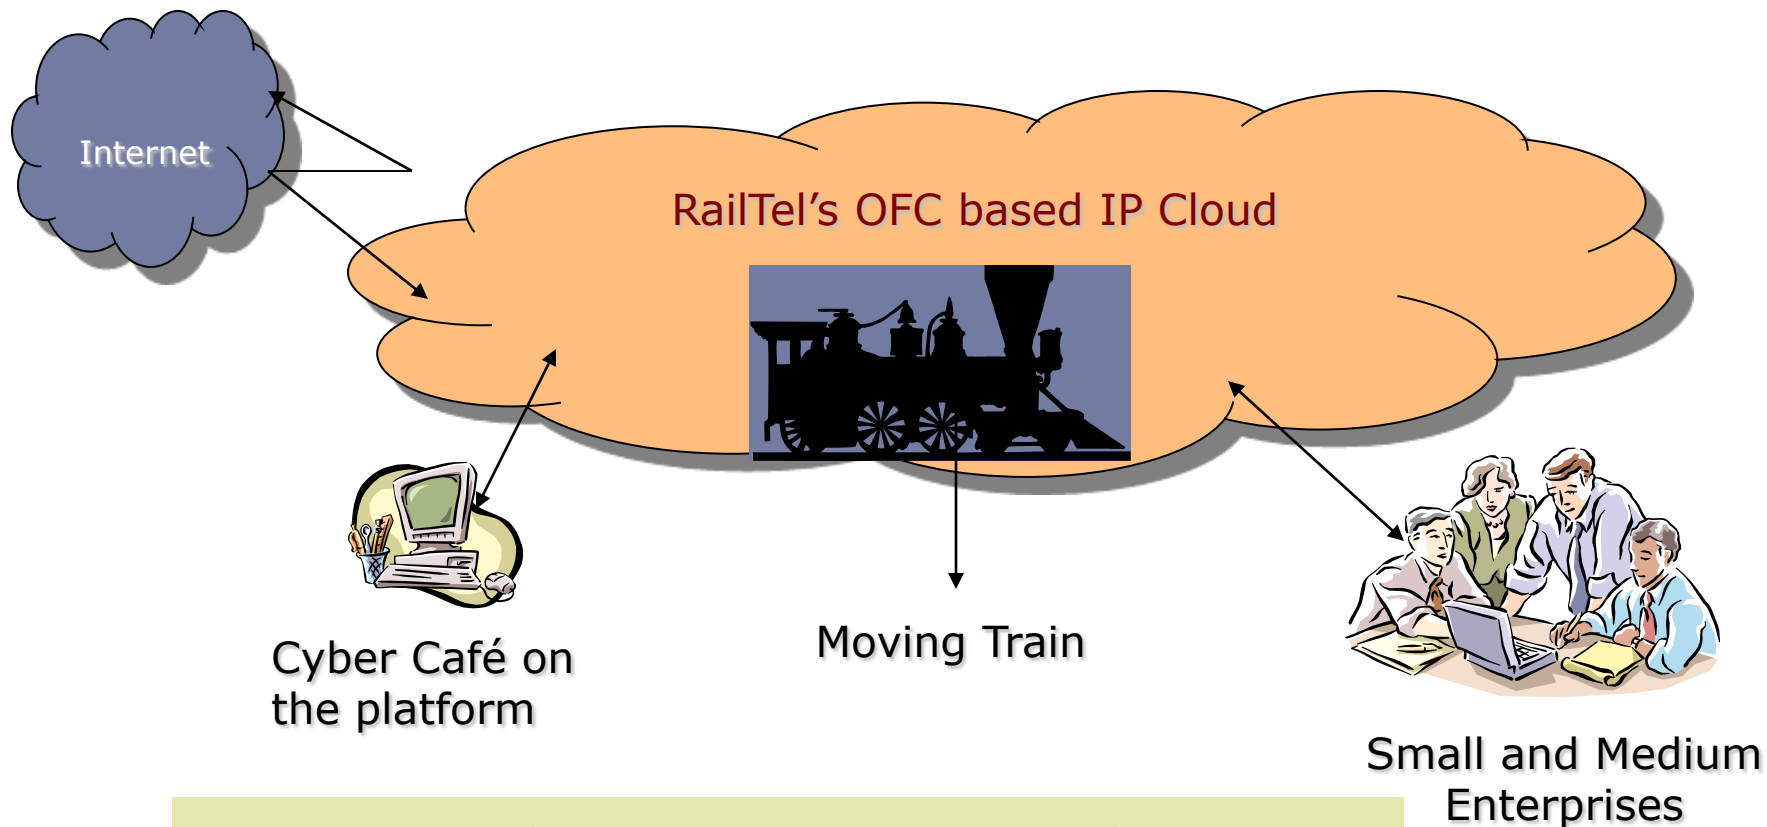 Internet
RailTel’s OFC based IP Cloud
Moving Train
Cyber Café on
the platform
Small and Medium
Enterprises